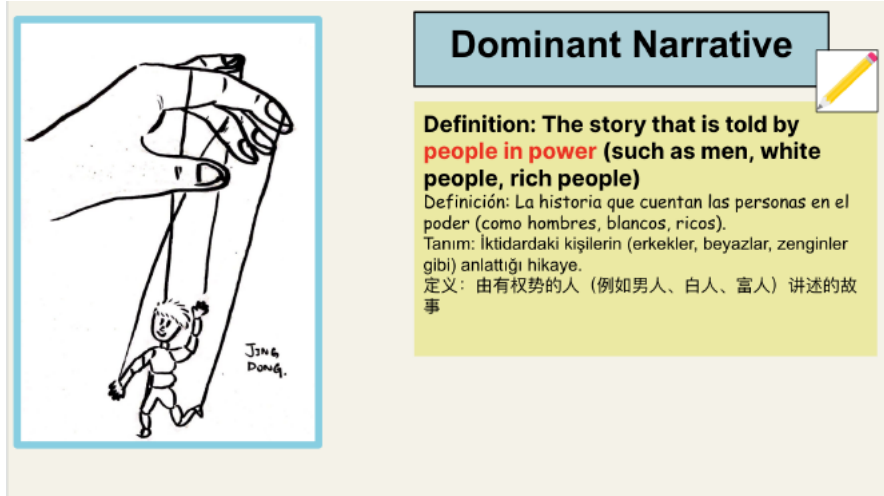 Dominant Narrative
Definition: The story that is told by
people in power (such as men, white
people, rich people)
Definición: La historia que cuentan las personas en el
poder (como hombres, blancos, ricos).
Tanım: İktidardaki kişilerin (erkekler, beyazlar, zenginler
gibi) anlattığı hikaye.
定义：由有权势的人（例如男人、白人、富人）讲述的故
事
JING
DONG.